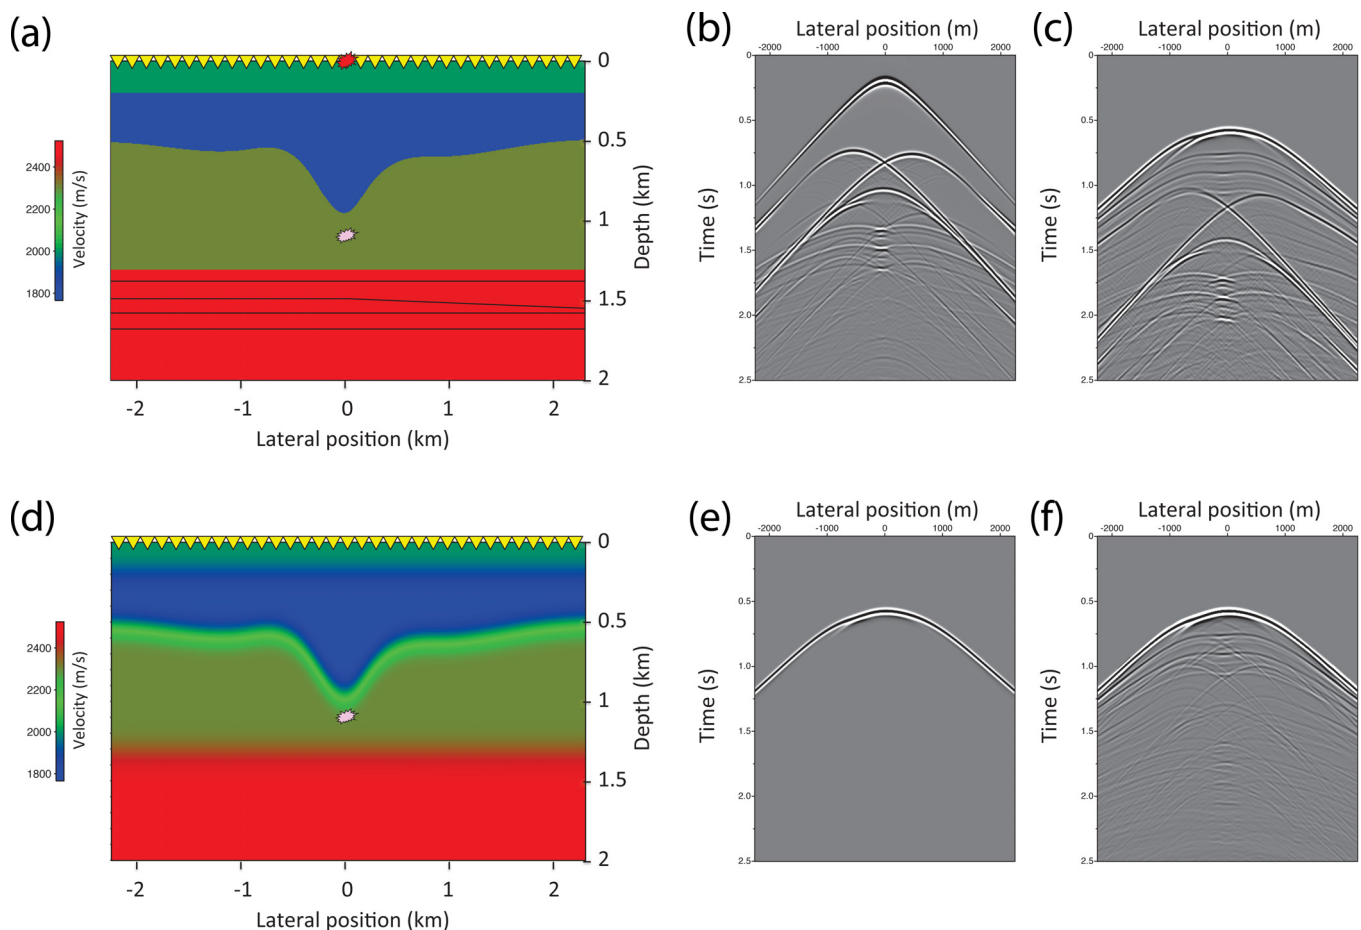 (a)
0
0.5
1
1.5
2
Depth (km)
2400
2200
2000
1800
Velocity (m/s)
-2 -1 0 1 2
Lateral position (km)
(b)
Lateral position (m)
-2000 -1000 0 1000 2000
0
0.5
1.0
1.5
2.0
2.5
Time (s)
(c)
Lateral position (m)
-2000 -1000 0 1000 2000
0
0.5
1.0
1.5
2.0
2.5
Time (s)
(d)
0
0.5
1
1.5
2
Depth (km)
2400
2200
2000
1800
Velocity (m/s)
-2 -1 0 1 2
Lateral position (km)
(e)
Lateral position (m)
-2000 -1000 0 1000 2000
0
0.5
1.0
1.5
2.0
2.5
Time (s)
(f)
Lateral position (m)
-2000 -1000 0 1000 2000
0
0.5
1.0
1.5
2.0
2.5
Time (s)